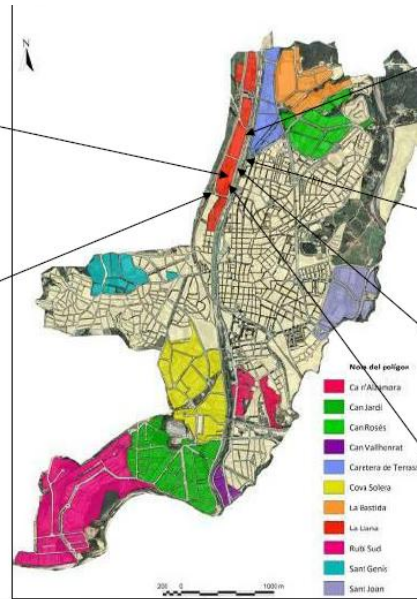 N
Nom del polígon
Ca n'Alzamora
Can Jardí
Can Rosés
Can Vallhonrat
Carretera de Terrass
Cova Solera
La Bastida
La Llana
Rubí Sud
Sant Genís
Sant Joan
200 0 1000 m